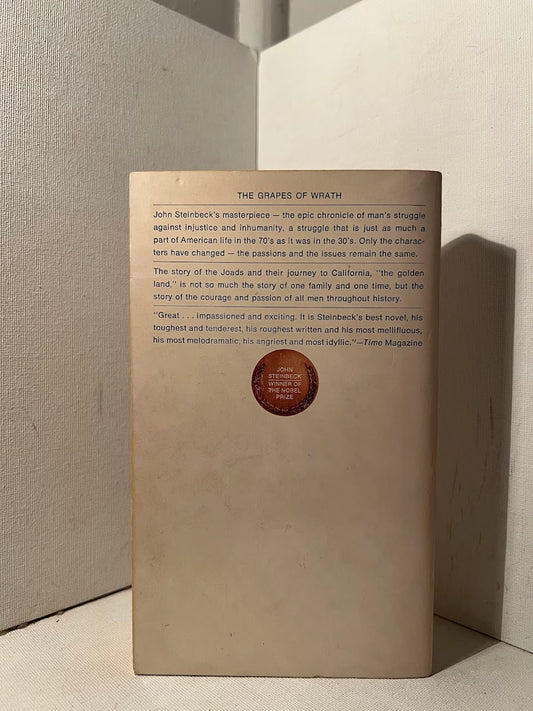 THE GRAPES OF WRATH
John Steinbeck's masterpiece — the epic chronicle of man's struggle
against injustice and inhumanity, a struggle that is just as much a
part of American life in the 70's as it was in the 30's. Only the charac-
ters have changed — the passions and the issues remain the same.
The story of the Joads and their journey to California, "the golden
land," is not so much the story of one family and one time, but the
story of the courage and passion of all men throughout history.
"Great . . . impassioned and exciting. It is Steinbeck's best novel, his
toughest and tenderest, his roughest written and his most mellifluous,
his most melodramatic, his angriest and most idyllic."—Time Magazine
JOHN
STEINBECK
WINNER OF
THE NOBEL
PRIZE